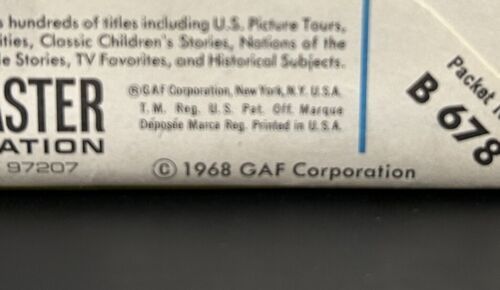 hundreds of titles including U.S. Picture Tours,
ities, Classic Children's Stories, Nations of the
le Stories, TV Favorites, and Historical Subjects.
ASTER
ATION
97207
®GAF Corporation, New York, N.Y. U.S.A.
T.M. Reg. U.S. Pat. Off. Marque
Déposée Marca Reg. Printed in U.S.A.
© 1968 GAF Corporation
Packet
B 678